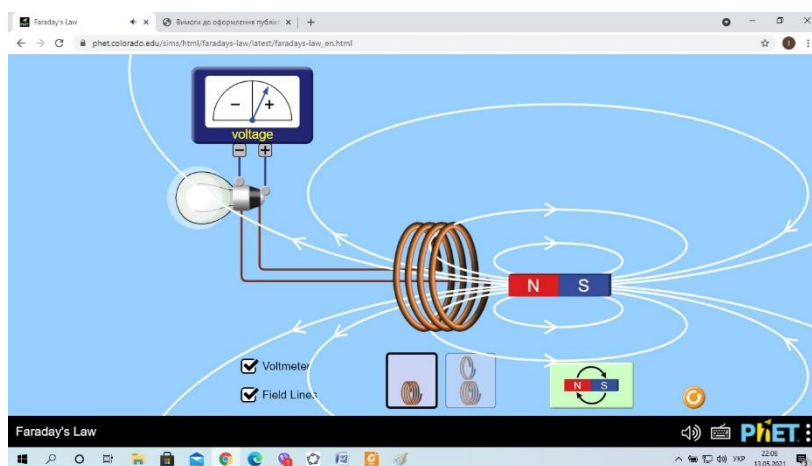 Faraday's Law
Вимоги до оформлення публік
phet.colorado.edu/sims/html/faradays-law/latest/faradays-law_en.html
voltage
N S
Voltmeter
Field Lines
N S
Faraday's Law
PhET
УКР
22:06
13.05.2021